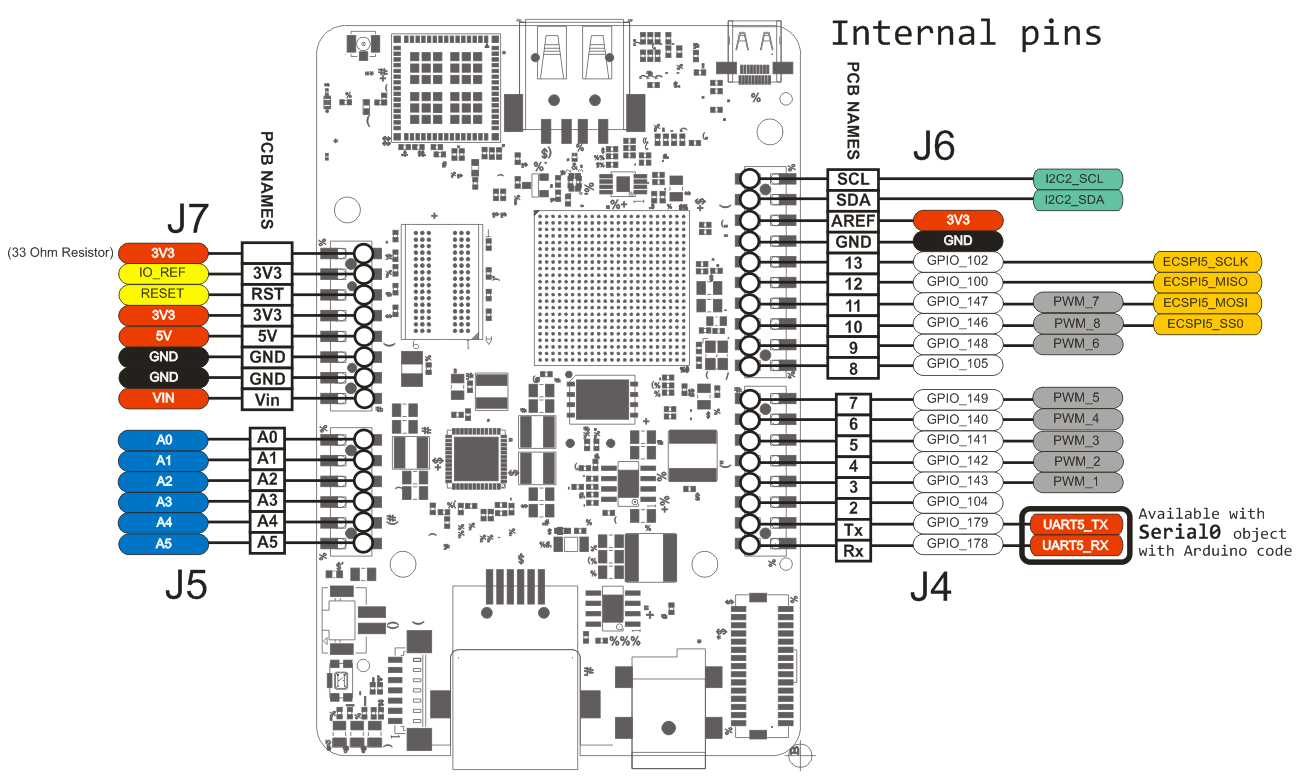 Internal pins
PCB NAMES
J6
SCL I2C2_SCL
SDA I2C2_SDA
AREF 3V3
GND GND
13 GPIO_102 ECSPI5_SCLK
12 GPIO_100 ECSPI5_MISO
11 GPIO_147 PWM_7 ECSPI5_MOSI
10 GPIO_146 PWM_8 ECSPI5_SS0
9 GPIO_148 PWM_6
8 GPIO_105
7 GPIO_149 PWM_5
6 GPIO_140 PWM_4
5 GPIO_141 PWM_3
4 GPIO_142 PWM_2
3 GPIO_143 PWM_1
2 GPIO_104
Tx GPIO_179 UART5_TX
Rx GPIO_178 UART5_RX
Available with
Serial0 object
with Arduino code
J4
PCB NAMES
J7
(33 Ohm Resistor) 3V3
IO_REF 3V3
RESET RST
3V3 3V3
5V 5V
GND GND
GND GND
VIN Vin
A0 A0
A1 A1
A2 A2
A3 A3
A4 A4
A5 A5
J5